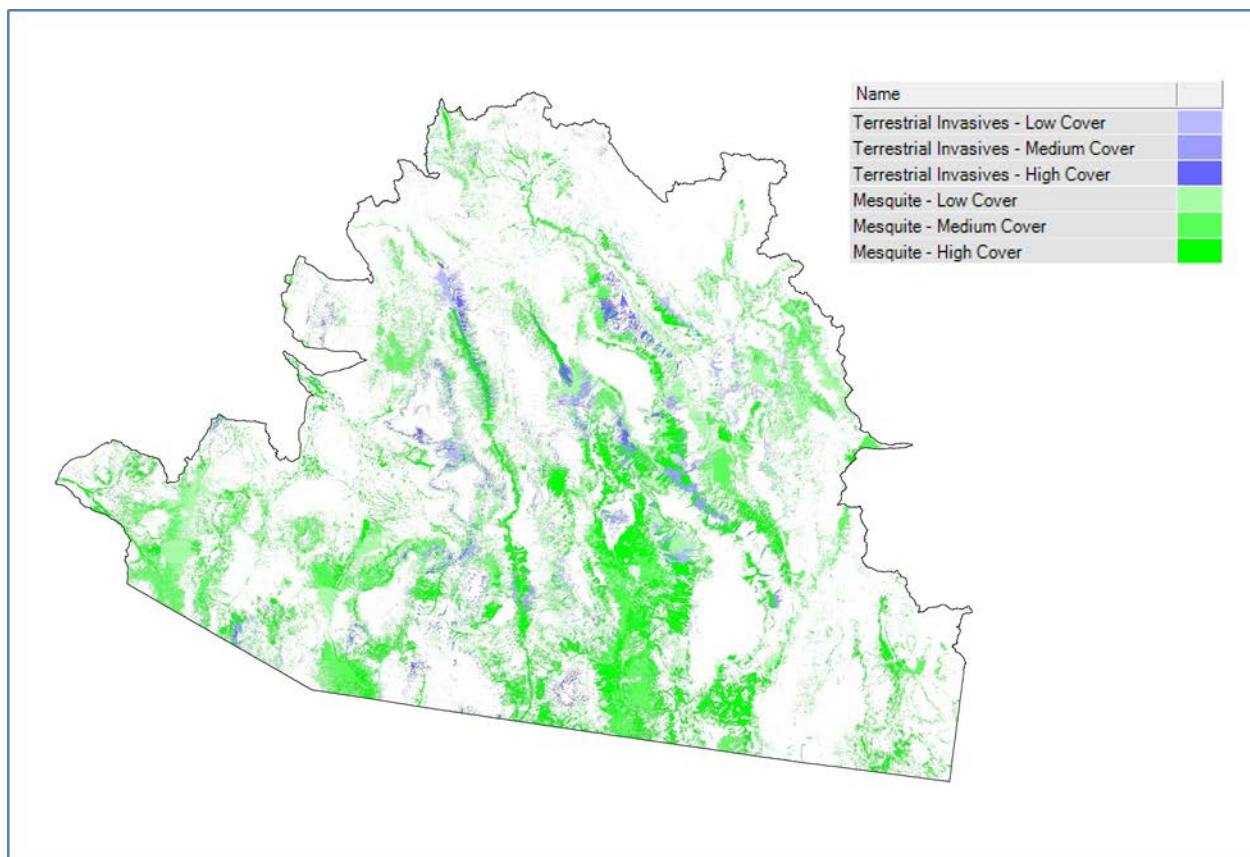 Name
Terrestrial Invasives - Low Cover
Terrestrial Invasives - Medium Cover
Terrestrial Invasives - High Cover
Mesquite - Low Cover
Mesquite - Medium Cover
Mesquite - High Cover